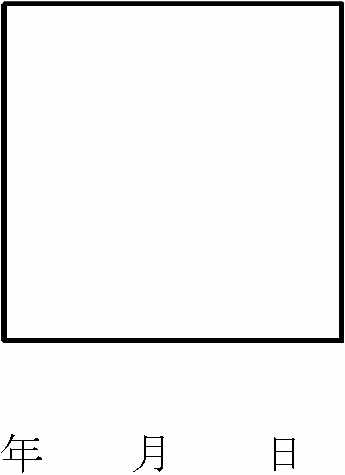 年 月 日